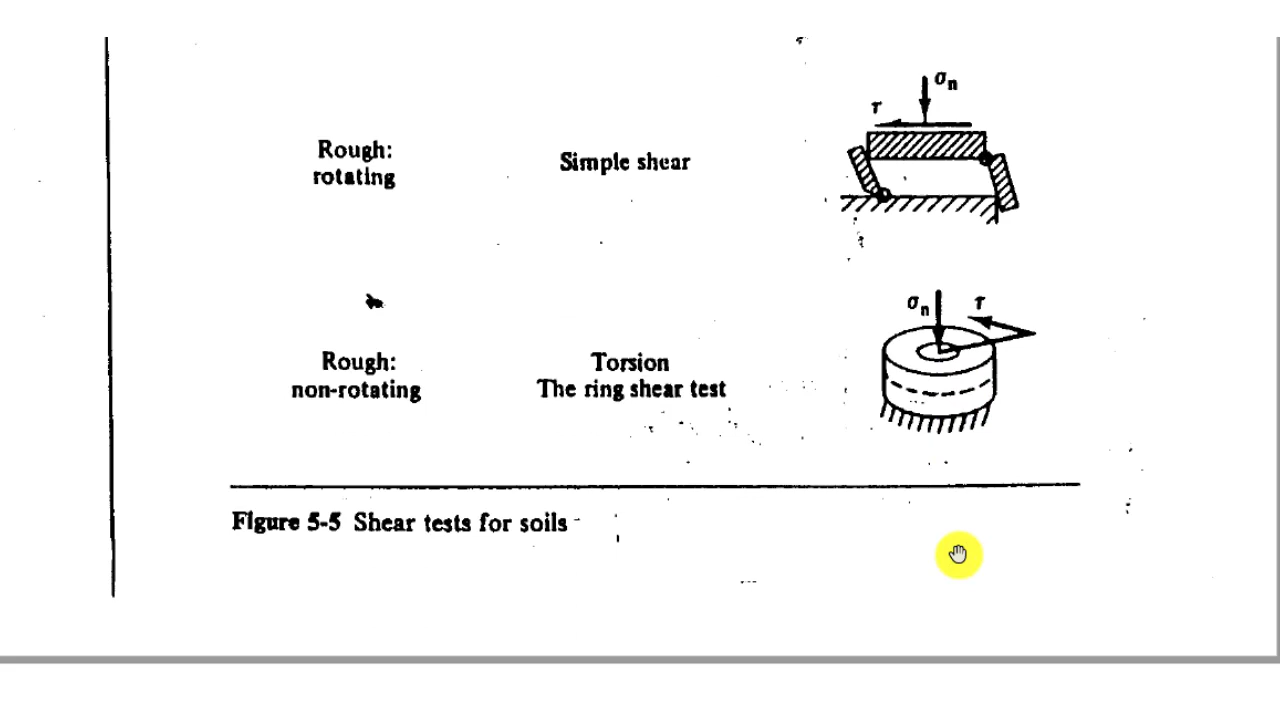 σn
τ
Rough:
rotating
Simple shear
σn
τ
Rough:
non-rotating
Torsion
The ring shear test
Figure 5-5 Shear tests for soils